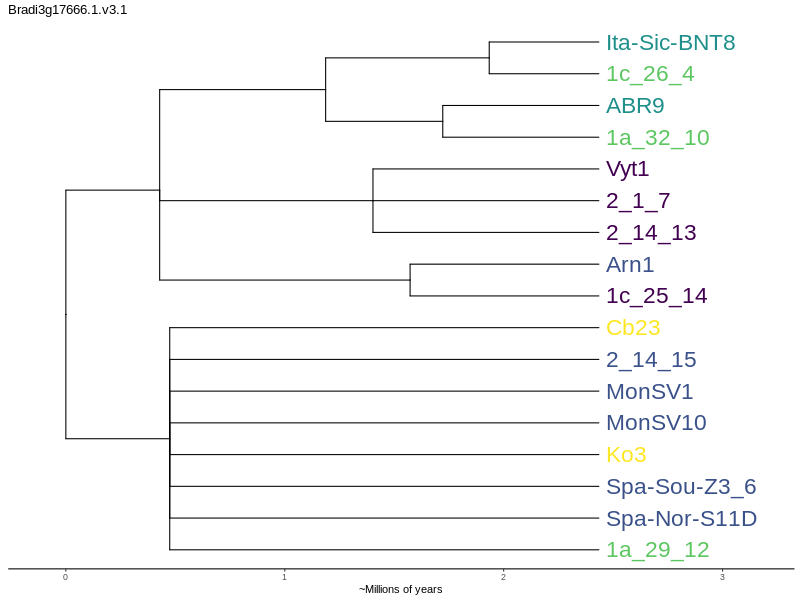 Bradi3g17666.1.v3.1
Ita-Sic-BNT8
1c_26_4
ABR9
1a_32_10
Vyt1
2_1_7
2_14_13
Arn1
1c_25_14
Cb23
2_14_15
MonSV1
MonSV10
Ko3
Spa-Sou-Z3_6
Spa-Nor-S11D
1a_29_12
0 1 2 3
~Millions of years